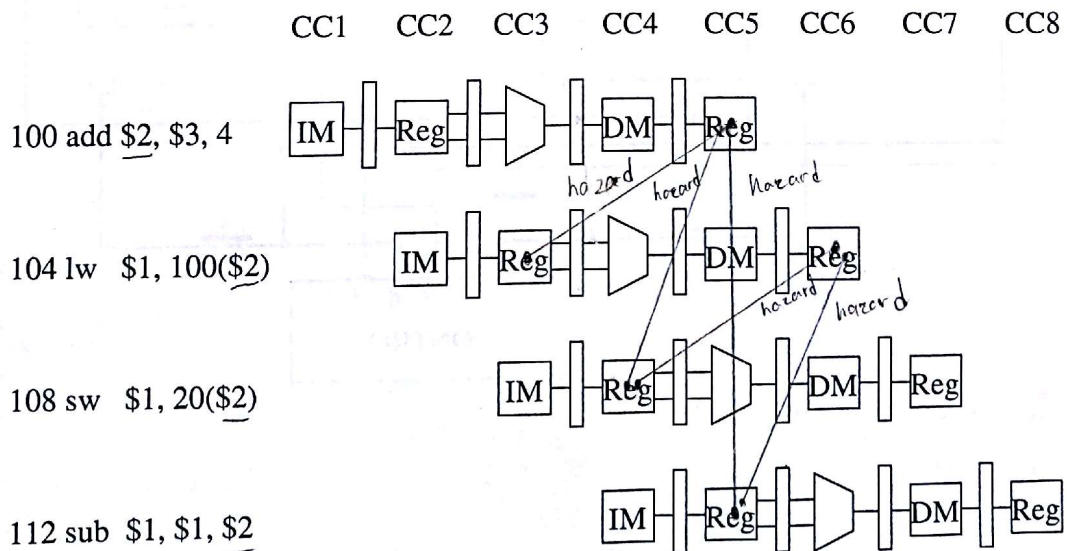 CC1 CC2 CC3 CC4 CC5 CC6 CC7 CC8
100 add $2, $3, 4 IM Reg DM Reg
hazard hazard Hazard
104 lw $1, 100($2) IM Reg DM Reg
hazard hazard
108 sw $1, 20($2) IM Reg DM Reg
112 sub $1, $1, $2 IM Reg DM Reg